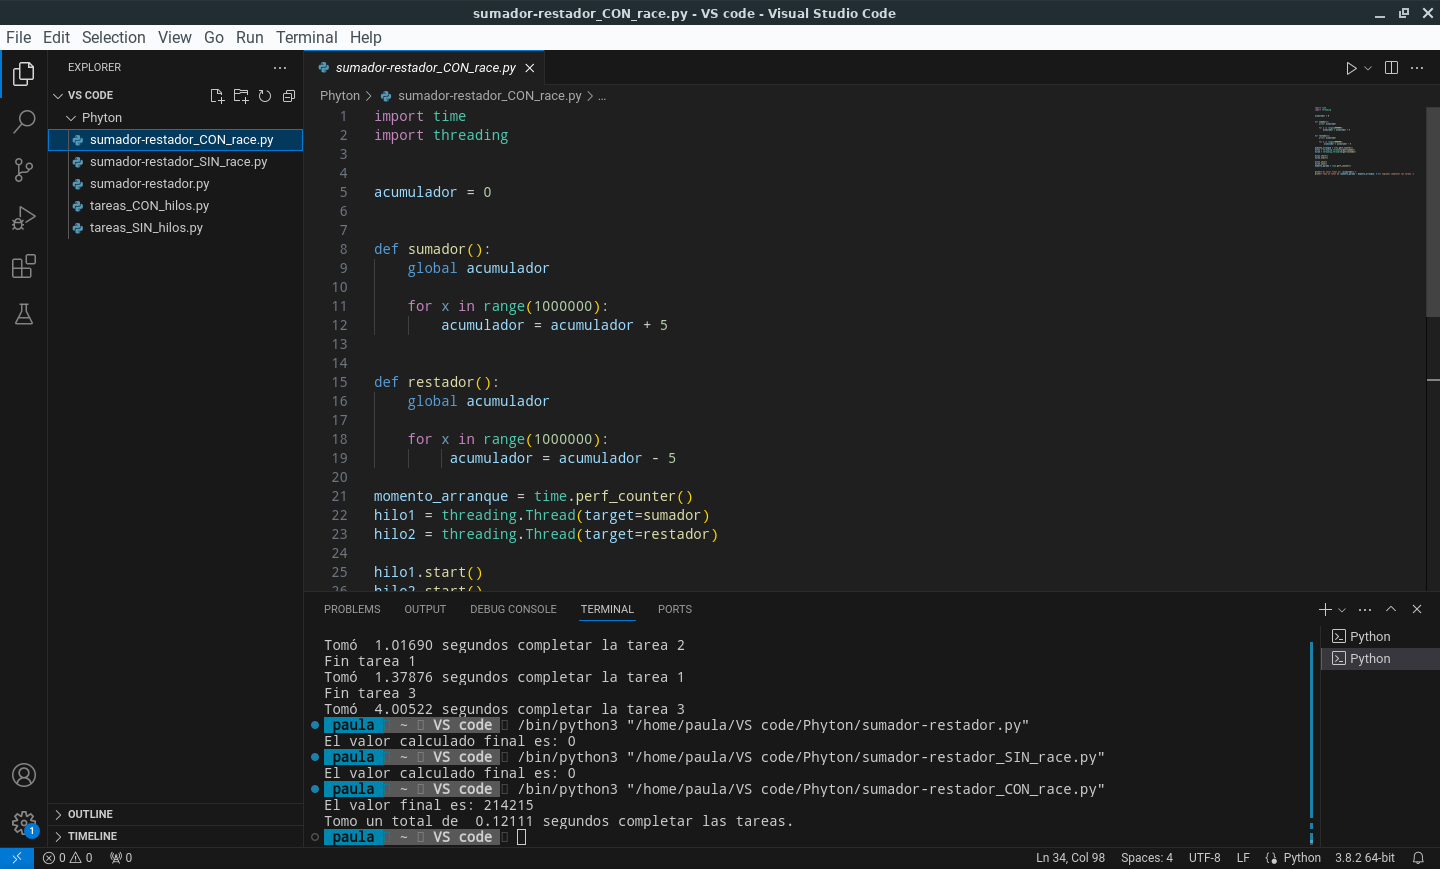 sumador-restador_CON_race.py - VS code - Visual Studio Code
File Edit Selection View Go Run Terminal Help
EXPLORER
VS CODE
Phyton
sumador-restador_CON_race.py
sumador-restador_SIN_race.py
sumador-restador.py
tareas_CON_hilos.py
tareas_SIN_hilos.py
OUTLINE
TIMELINE
1
sumador-restador_CON_race.py
Phyton > sumador-restador_CON_race.py > ...
1 import time
2 import threading
3
4
5 acumulador = 0
6
7
8 def sumador():
9 global acumulador
10
11 for x in range(1000000):
12 acumulador = acumulador + 5
13
14
15 def restador():
16 global acumulador
17
18 for x in range(1000000):
19 acumulador = acumulador - 5
20
21 momento_arranque = time.perf_counter()
22 hilo1 = threading.Thread(target=sumador)
23 hilo2 = threading.Thread(target=restador)
24
25 hilo1.start()
26 hilo2.start()
PROBLEMS OUTPUT DEBUG CONSOLE TERMINAL PORTS
Tomó  1.01690 segundos completar la tarea 2
Fin tarea 1
Tomó  1.37876 segundos completar la tarea 1
Fin tarea 3
Tomó  4.00522 segundos completar la tarea 3
paula ~ VS code /bin/python3 "/home/paula/VS code/Phyton/sumador-restador.py"
El valor calculado final es: 0
paula ~ VS code /bin/python3 "/home/paula/VS code/Phyton/sumador-restador_SIN_race.py"
El valor calculado final es: 0
paula ~ VS code /bin/python3 "/home/paula/VS code/Phyton/sumador-restador_CON_race.py"
El valor final es: 214215
Tomo un total de  0.12111 segundos completar las tareas.
paula ~ VS code
Python
Python
0 0 0
Ln 34, Col 98 Spaces: 4 UTF-8 LF Python 3.8.2 64-bit